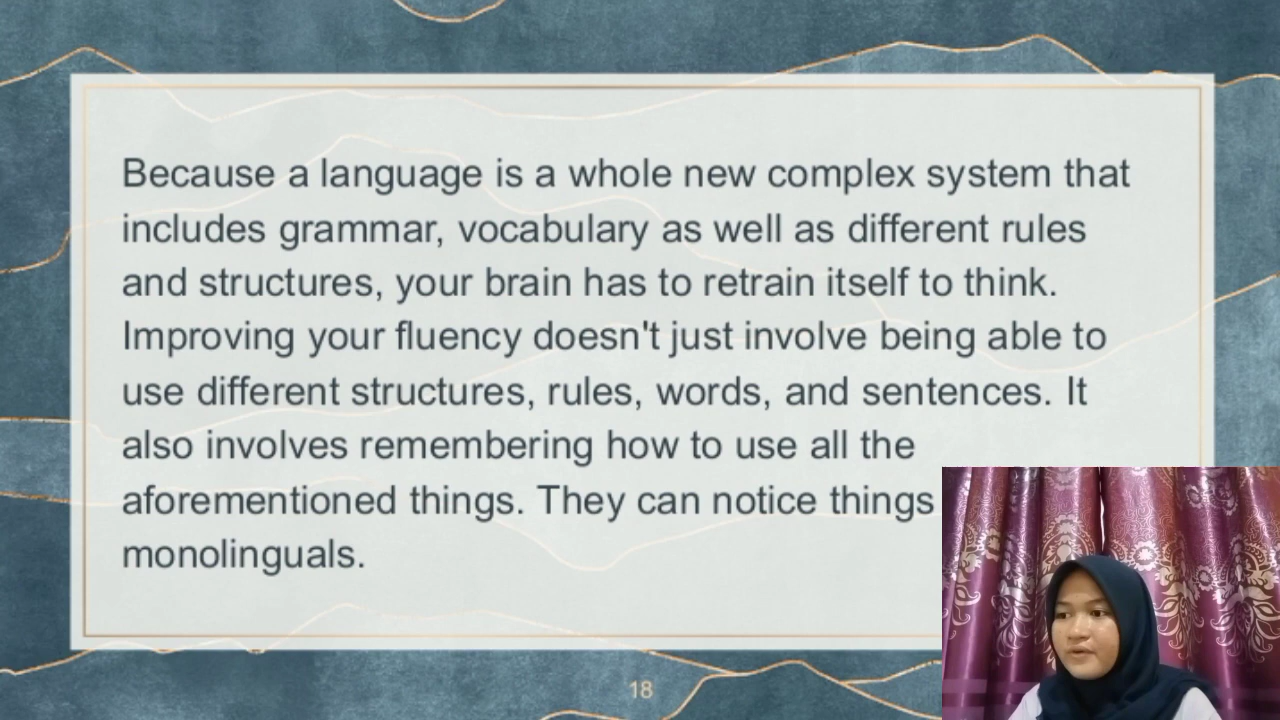 Because a language is a whole new complex system that
includes grammar, vocabulary as well as different rules
and structures, your brain has to retrain itself to think.
Improving your fluency doesn't just involve being able to
use different structures, rules, words, and sentences. It
also involves remembering how to use all the
aforementioned things. They can notice things
monolinguals.
18